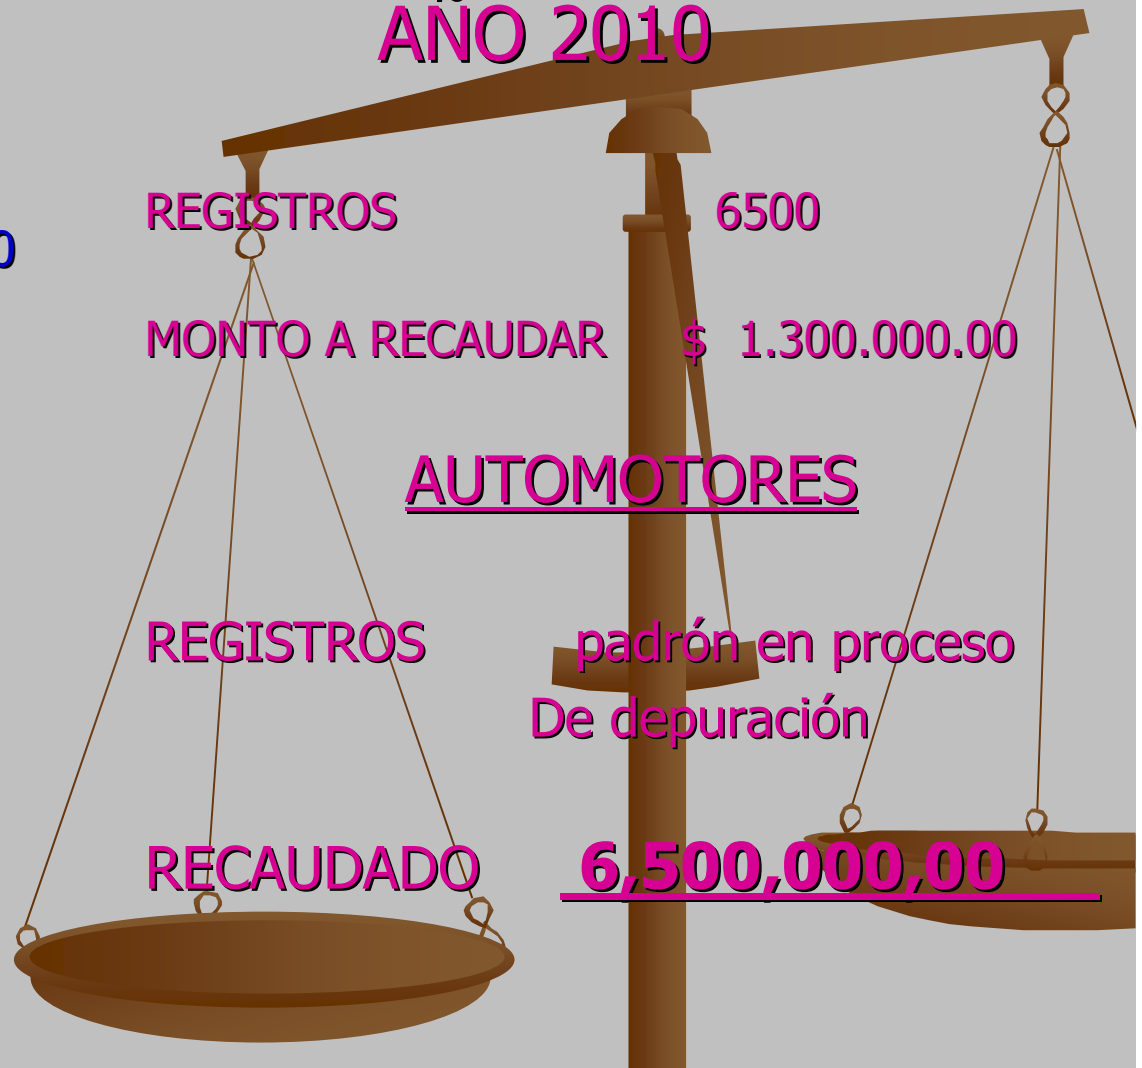 AÑO 2010
REGISTROS 6500
0
MONTO A RECAUDAR $ 1.300.000.00
AUTOMOTORES
REGISTROS padrón en proceso
De depuración
RECAUDADO 6,500,000,00